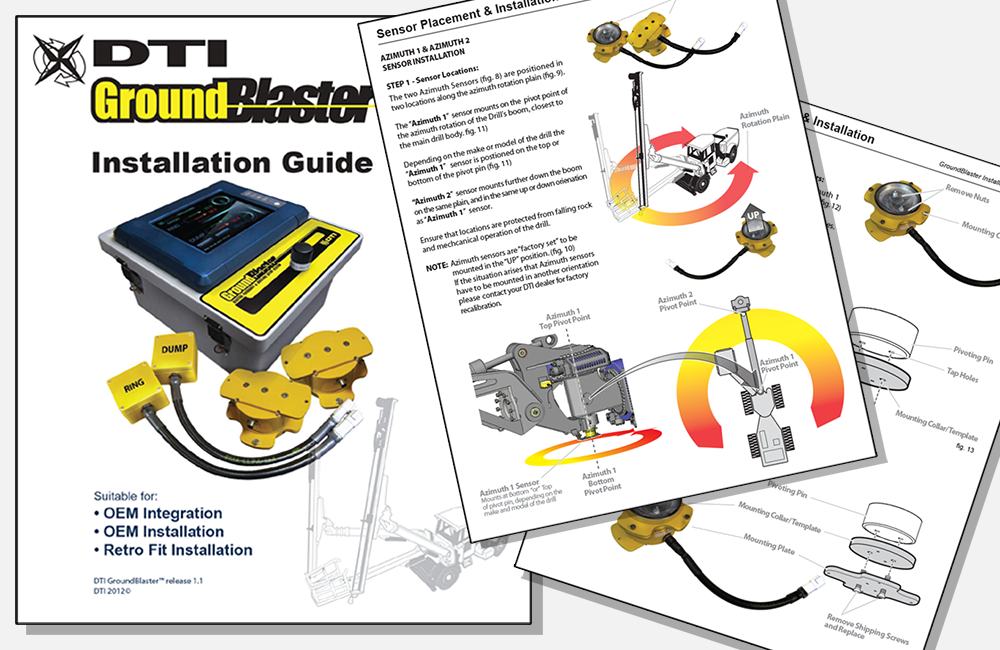 DTI
GroundBlaster
Installation Guide
GroundBlaster
DTI
DUMP
RING
Suitable for:
• OEM Integration
• OEM Installation
• Retro Fit Installation
DTI GroundBlaster™ release 1.1
DTI 2012©
Sensor Placement & Installation
AZIMUTH 1 & AZIMUTH 2
SENSOR INSTALLATION
STEP 1 - Sensor Locations:
The two Azimuth Sensors (fig. 8) are positioned in
two locations along the azimuth rotation plain (fig. 9).
The "Azimuth 1" sensor mounts on the pivot point of
the azimuth rotation of the Drill's boom, closest to
the main drill body, fig. 11)
Depending on the make or model of the drill the
"Azimuth 1" sensor is postioned on the top or
bottom of the pivot pin (fig. 11)
"Azimuth 2" sensor mounts further down the boom
on the same plain, and in the same up or down orienation
as "Azimuth 1" sensor.
Ensure that locations are protected from falling rock
and mechcanical operation of the drill.
NOTE: Azimuth sensors are "factory set" to be
mounted in the "UP" position. (fig. 10)
If the situation arises that Azimuth sensors
have to be mounted in another orientation
please contact your DTI dealer for factory
recalibration.
Azimuth
Rotation Plain
UP
Azimuth 1
Top Pivot Point
Azimuth 2
Pivot Point
Azimuth 1
Pivot Point
Azimuth 1 Sensor
Mounts at Bottom "or" Top
of pivot pin, depending on the
make and model of the drill
Azimuth 1
Bottom
Pivot Point
& Installation
GroundBlaster
Remove Nuts
Mounting
Pivoting Pin
Tap Holes
Mounting Collar/Template
fig. 13
Pivoting Pin
Mounting Collar/Template
Mounting Plate
Remove Shipping Screws
and Replace